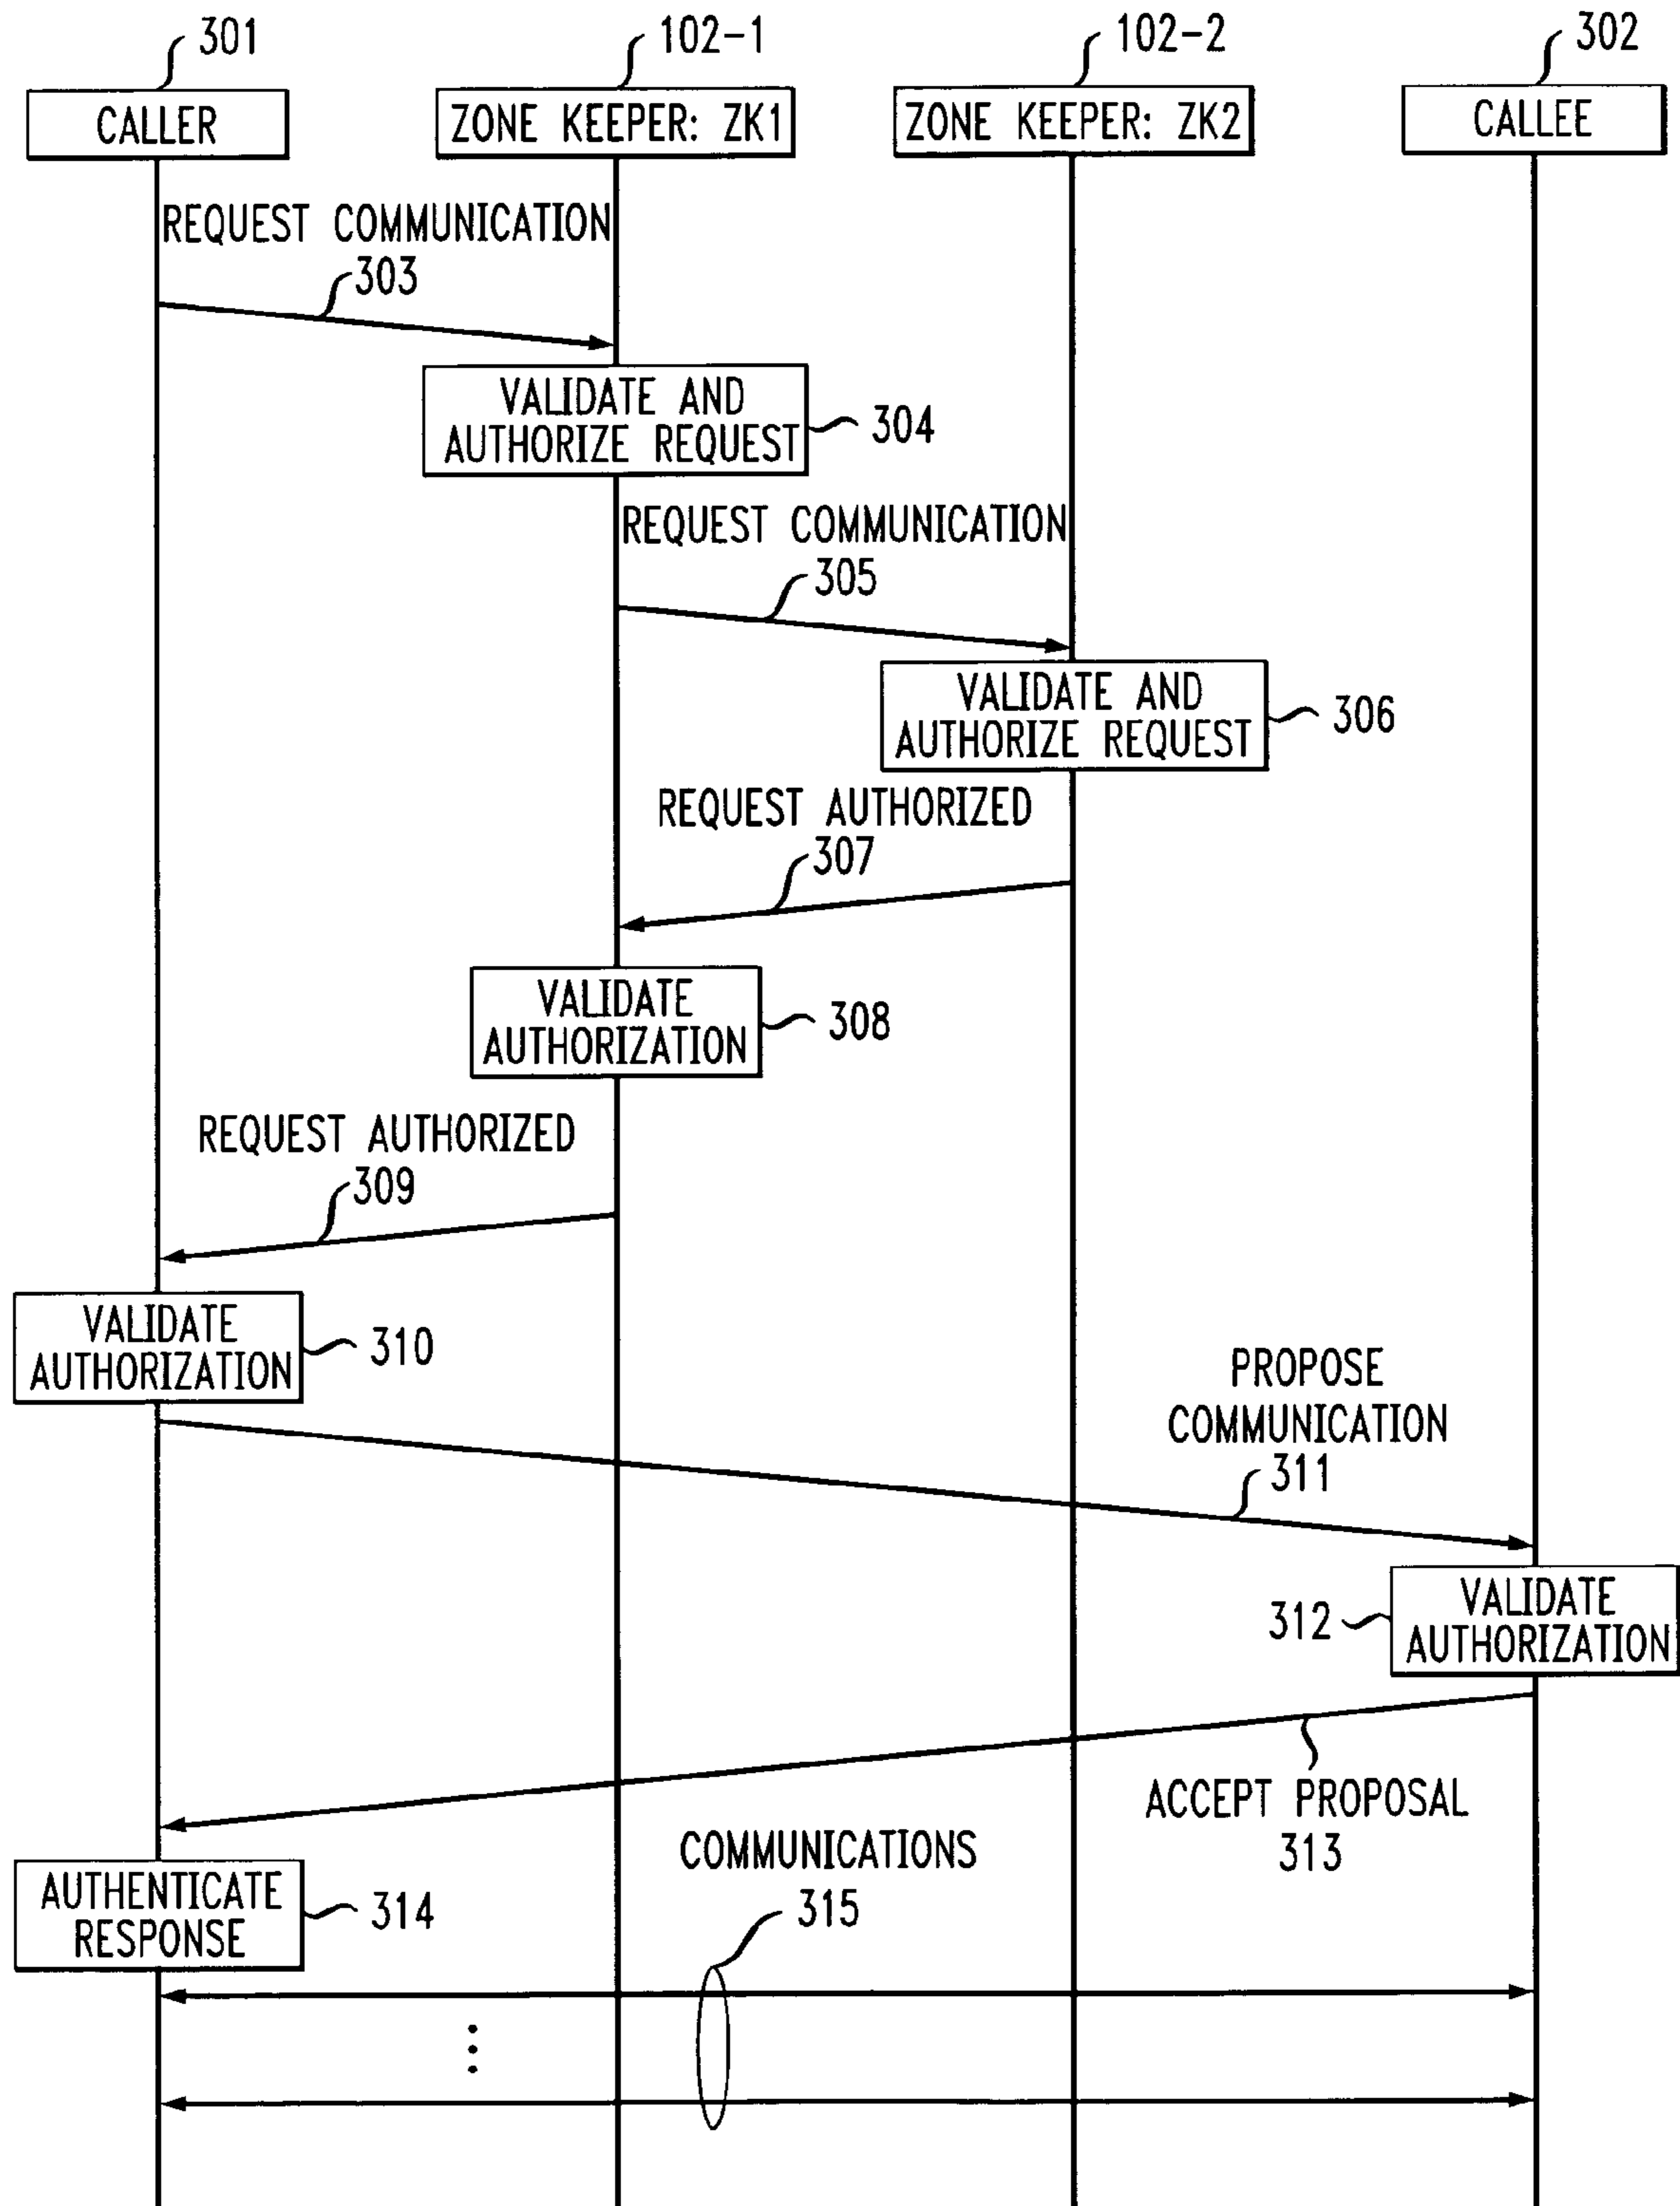 301
102-1
102-2
302
CALLER
ZONE KEEPER: ZK1
ZONE KEEPER: ZK2
CALLEE
REQUEST COMMUNICATION
303
VALIDATE AND
AUTHORIZE REQUEST
304
REQUEST COMMUNICATION
305
VALIDATE AND
AUTHORIZE REQUEST
306
REQUEST AUTHORIZED
307
VALIDATE
AUTHORIZATION
308
REQUEST AUTHORIZED
309
VALIDATE
AUTHORIZATION
310
PROPOSE
COMMUNICATION
311
VALIDATE
AUTHORIZATION
312
ACCEPT PROPOSAL
313
COMMUNICATIONS
315
AUTHENTICATE
RESPONSE
314